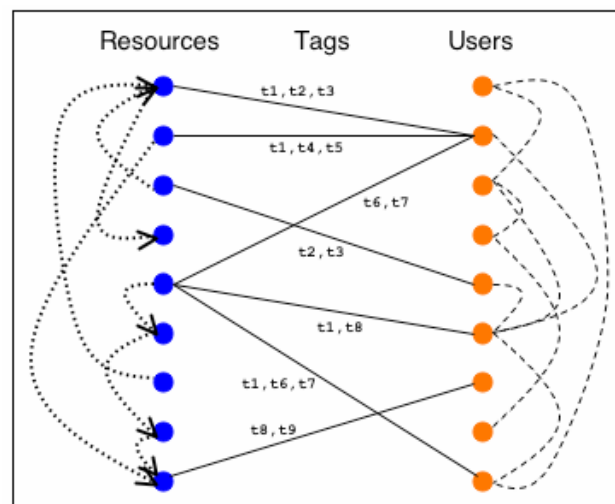 Resources Tags Users
t1,t2,t3
t1,t4,t5
t6,t7
t2,t3
t1,t8
t1,t6,t7
t8,t9